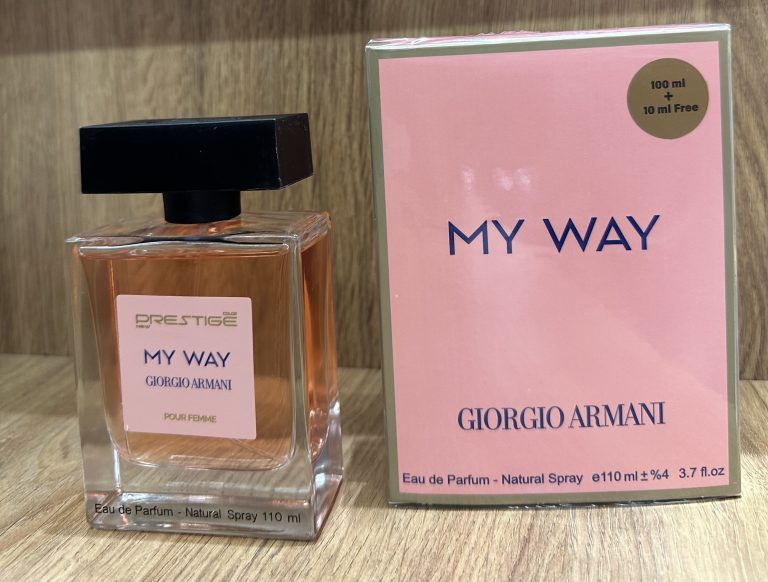 PRESTIGE
MY WAY
GIORGIO ARMANI
POUR FEMME
Eau de Parfum - Natural Spray 110 ml
100 ml
+
10 ml Free
MY WAY
GIORGIO ARMANI
Eau de Parfum - Natural Spray e110 ml ± %4 3.7 fl.oz